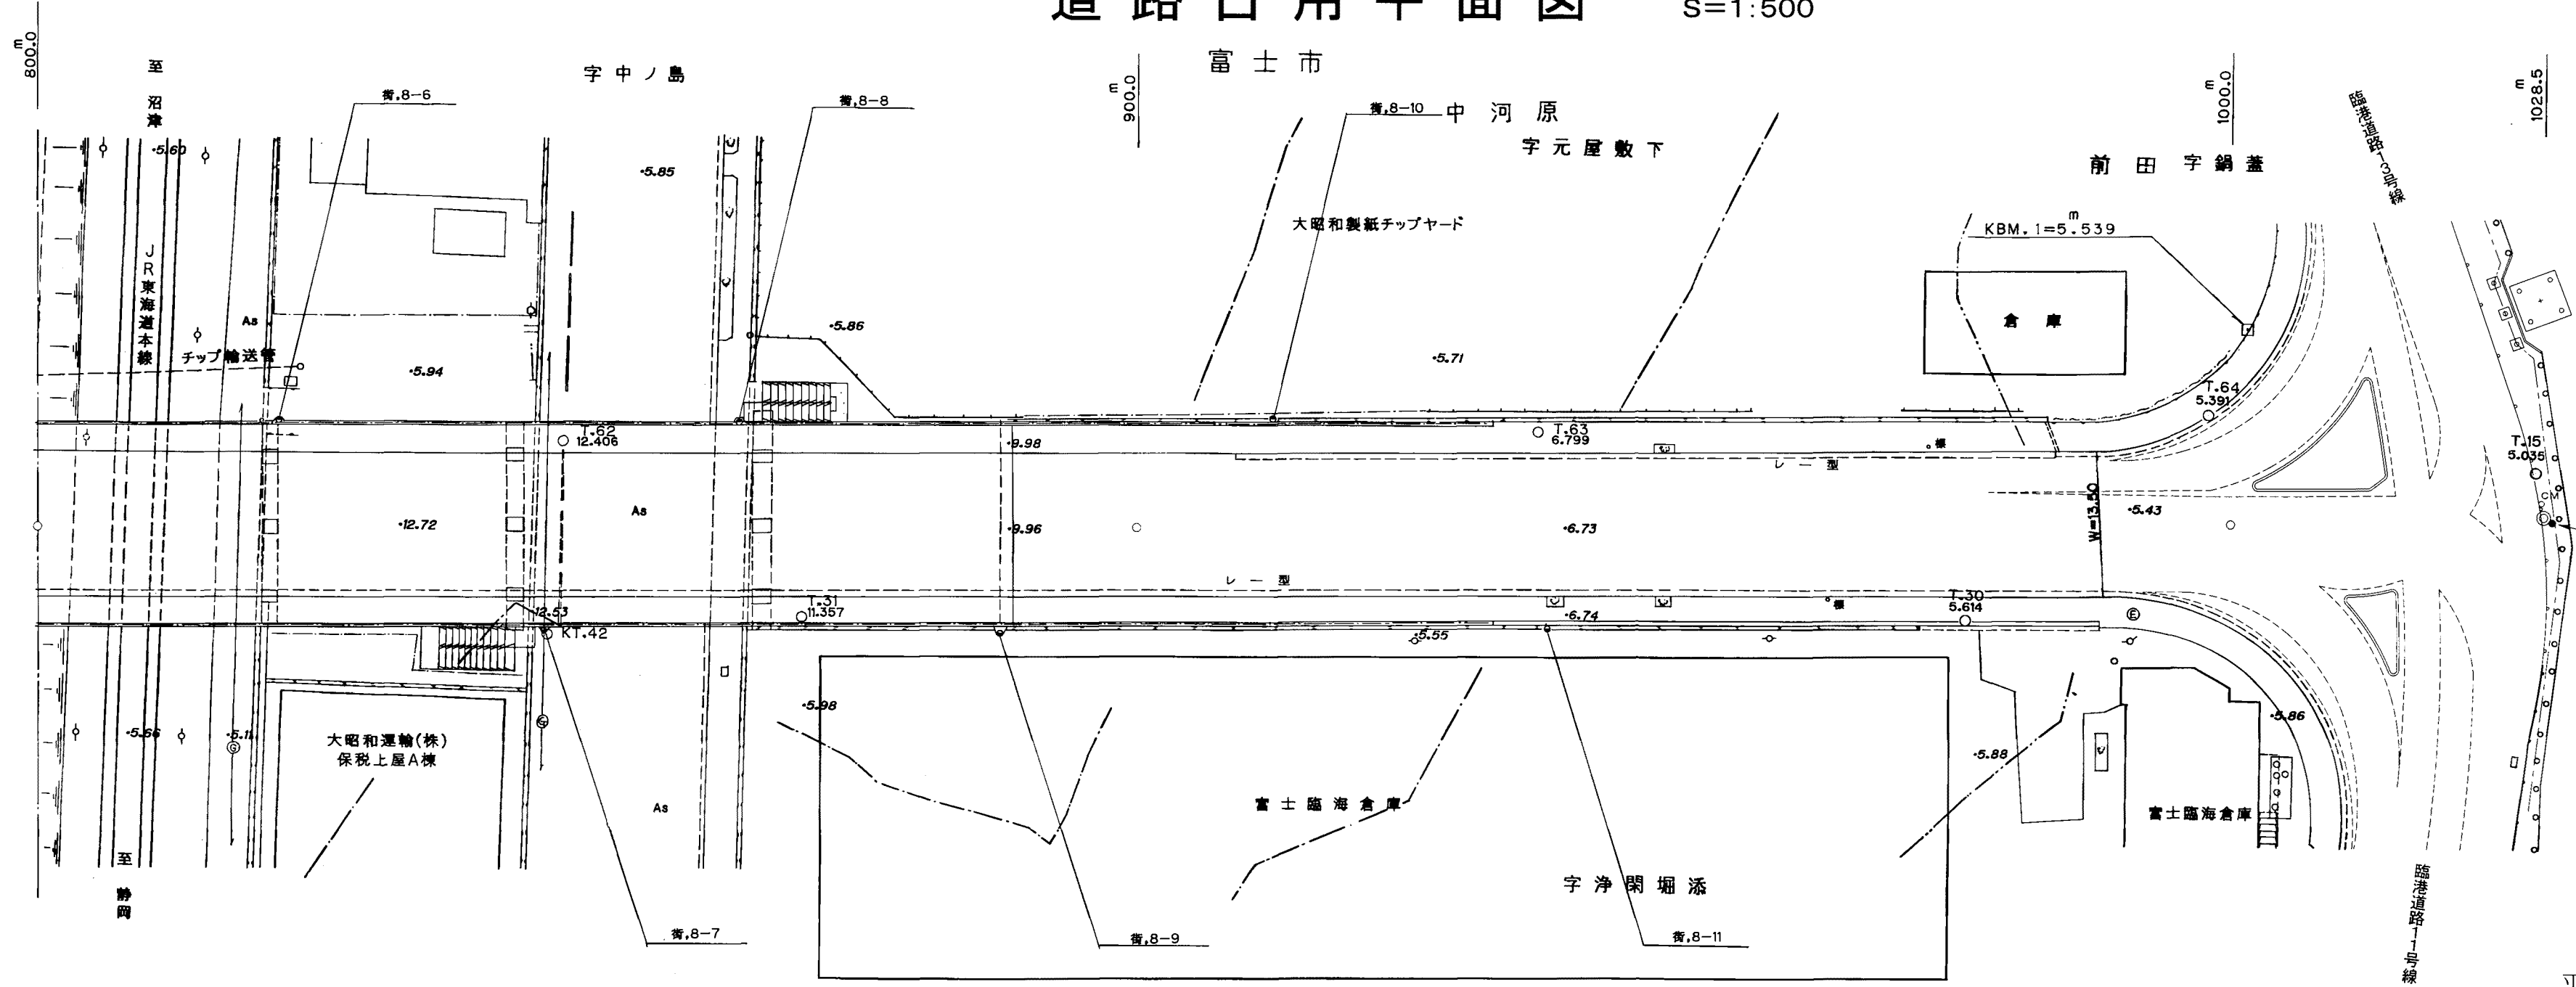 道路台帳平面図 S=1:500
富士市
800.0 m
900.0 m
1000.0 m
1028.5 m
至沼津
字中ノ島
街.8-6
街.8-8
街.8-10
中河原
字元屋敷下
前田 字鍋蓋
臨港道路13号線
・5.60
・5.85
大昭和製紙チップヤード
KBM.1=5.539 m
JR東海道本線
As
チップ輸送管
・5.94
・5.86
・5.71
倉庫
T.64
5.391
T.62
12.406
・9.98
T.63
6.799
標
レー型
T.15
5.035
CM
・12.72
As
・9.96
・6.73
W=13.50
・5.43
レー型
12.53
KT.42
T.31
11.357
・5.55
・6.74
標
T.30
5.614
E
・5.66
・5.11
G
G
大昭和運輸(株)
保税上屋A棟
・5.98
・5.88
・5.86
As
富士臨海倉庫
富士臨海倉庫
至静岡
字浄閑堀添
街.8-7
街.8-9
街.8-11
臨港道路11号線